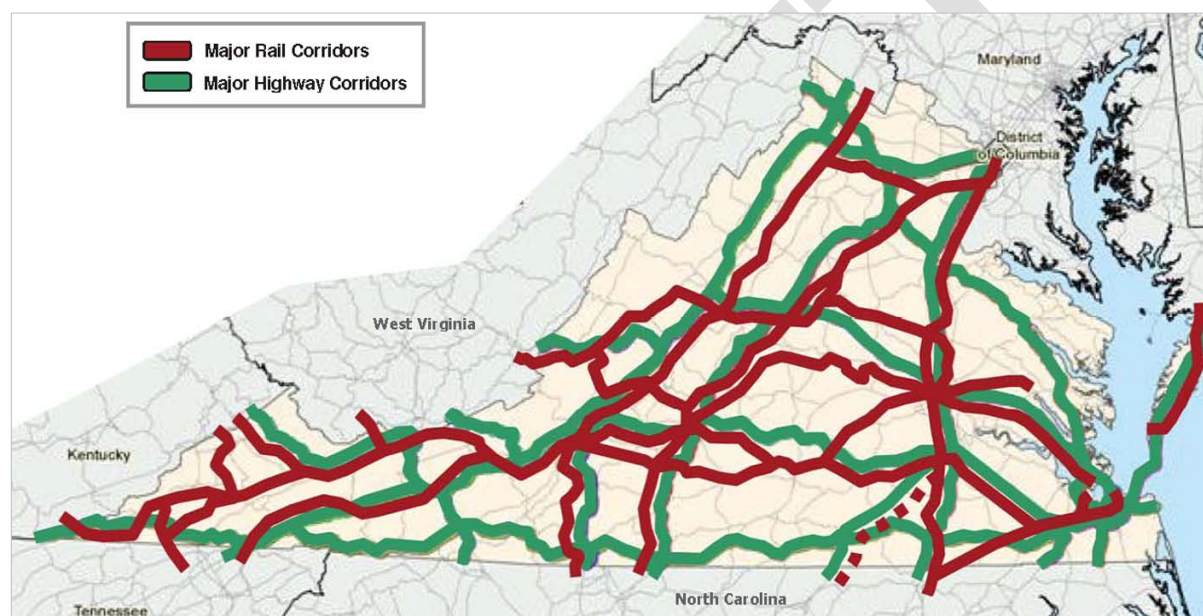 Major Rail Corridors
Major Highway Corridors
Maryland
District
of Columbia
West Virginia
Kentucky
North Carolina
Tennessee